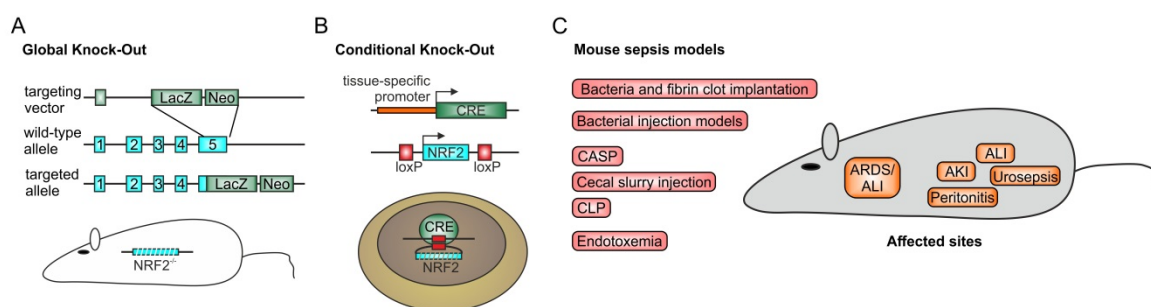 A
Global Knock-Out
targeting
vector
LacZ Neo
wild-type
allele
1 2 3 4 5
targeted
allele
1 2 3 4 LacZ Neo
NRF2-/-
B
Conditional Knock-Out
tissue-specific
promoter
CRE
NRF2
loxP loxP
CRE
NRF2
C
Mouse sepsis models
Bacteria and fibrin clot implantation
Bacterial injection models
CASP
Cecal slurry injection
CLP
Endotoxemia
ARDS/
ALI
ALI
AKI
Urosepsis
Peritonitis
Affected sites